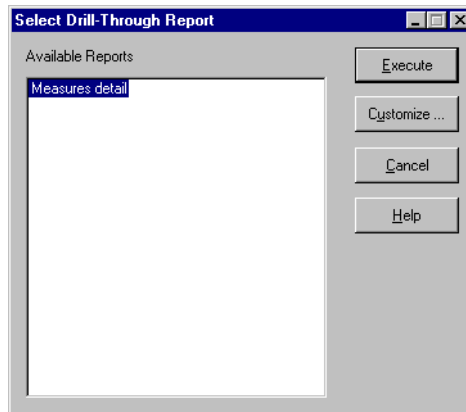 Select Drill-Through Report
Available Reports
Measures detail
Execute
Customize ...
Cancel
Help